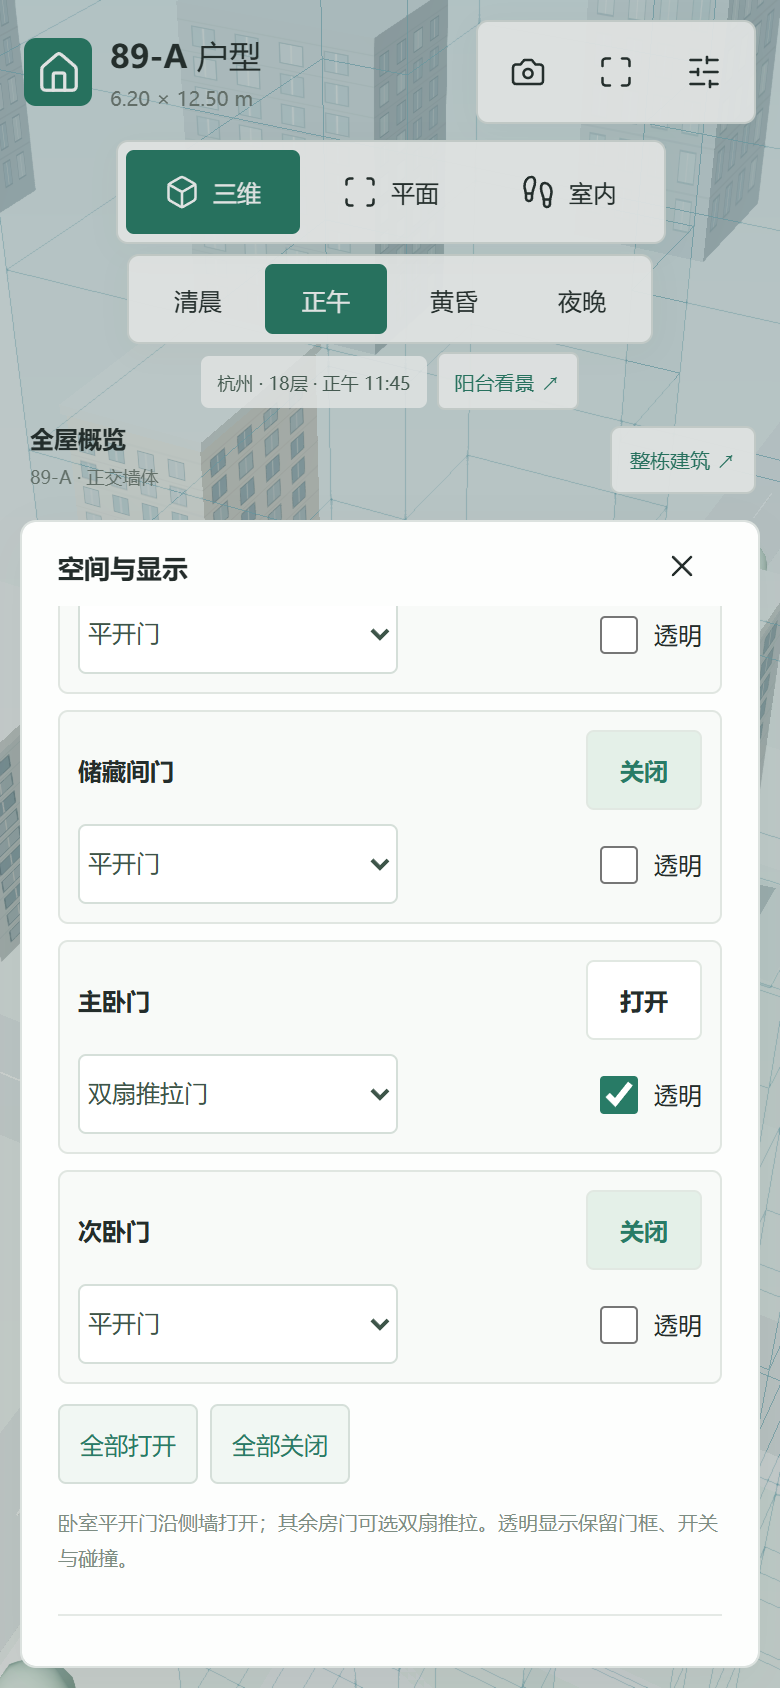 89-A 户型
6.20 × 12.50 m
三维
平面
室内
清晨
正午
黄昏
夜晚
杭州 · 18层 · 正午 11:45
阳台看景 ↗
全屋概览
89-A · 正交墙体
整栋建筑 ↗
空间与显示
平开门
透明
储藏间门
关闭
平开门
透明
主卧门
打开
双扇推拉门
透明
次卧门
关闭
平开门
透明
全部打开
全部关闭
卧室平开门沿侧墙打开；其余房门可选双扇推拉。透明显示保留门框、开关
与碰撞。